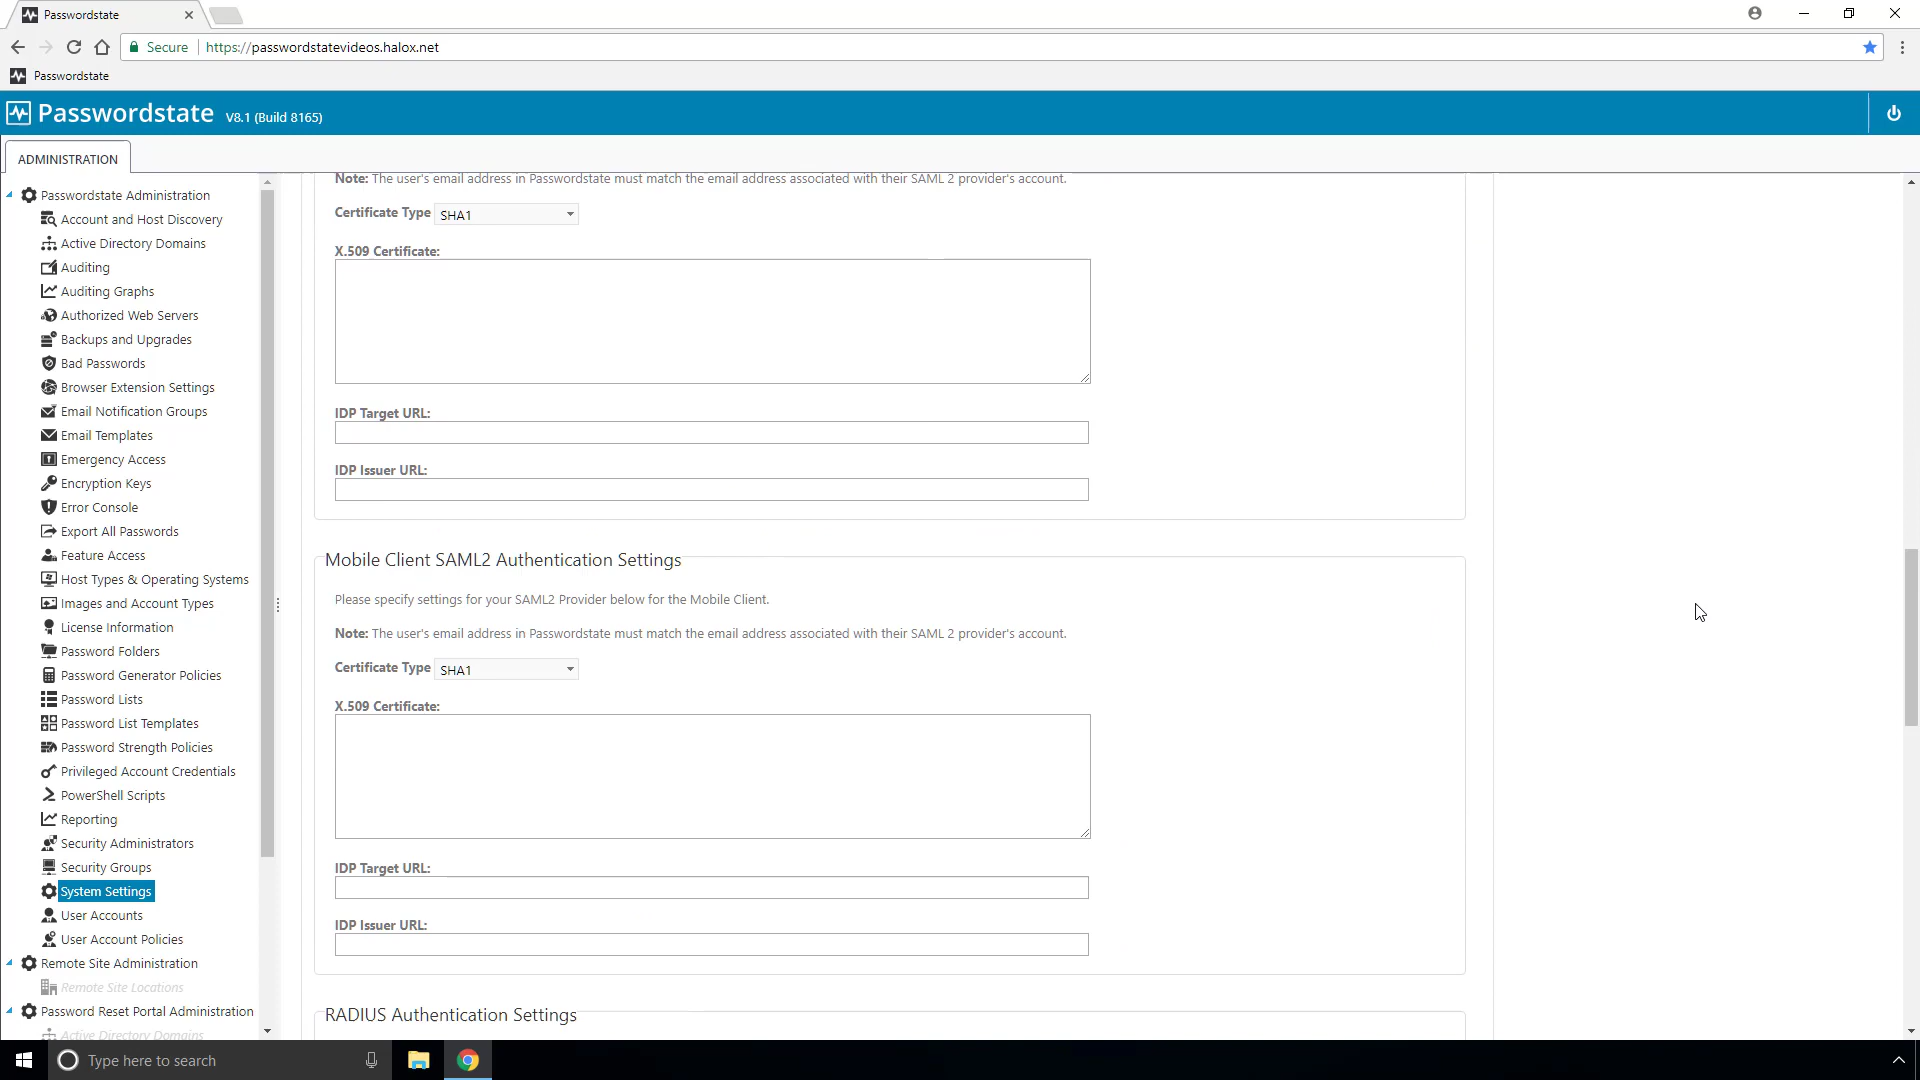 Passwordstate
Secure
https://passwordstatevideos.halox.net
Passwordstate
Passwordstate V8.1 (Build 8165)
ADMINISTRATION
Passwordstate Administration
Account and Host Discovery
Active Directory Domains
Auditing
Auditing Graphs
Authorized Web Servers
Backups and Upgrades
Bad Passwords
Browser Extension Settings
Email Notification Groups
Email Templates
Emergency Access
Encryption Keys
Error Console
Export All Passwords
Feature Access
Host Types & Operating Systems
Images and Account Types
License Information
Password Folders
Password Generator Policies
Password Lists
Password List Templates
Password Strength Policies
Privileged Account Credentials
PowerShell Scripts
Reporting
Security Administrators
Security Groups
System Settings
User Accounts
User Account Policies
Remote Site Administration
Remote Site Locations
Password Reset Portal Administration
Active Directory Domains
Note: The user's email address in Passwordstate must match the email address associated with their SAML 2 provider's account.
Certificate Type SHA1
X.509 Certificate:
IDP Target URL:
IDP Issuer URL:
Mobile Client SAML2 Authentication Settings
Please specify settings for your SAML2 Provider below for the Mobile Client.
Note: The user's email address in Passwordstate must match the email address associated with their SAML 2 provider's account.
Certificate Type SHA1
X.509 Certificate:
IDP Target URL:
IDP Issuer URL:
RADIUS Authentication Settings
Type here to search